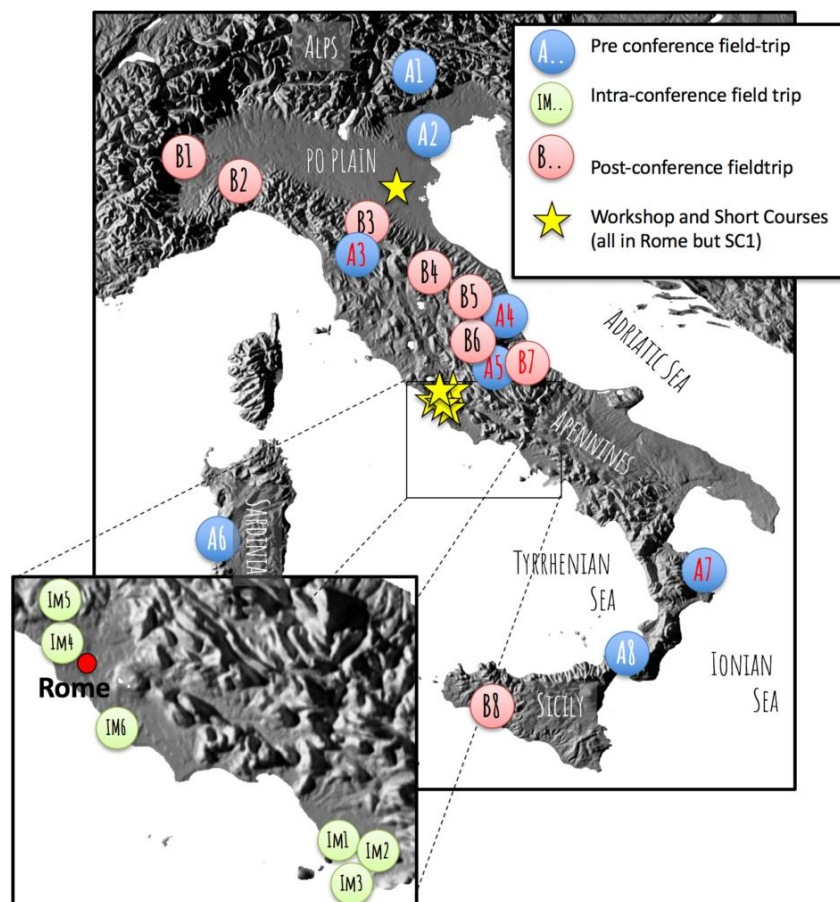 ALPS
A1
A2
B1
B2
PO PLAIN
B3
A3
B4
B5
A4
B6
A5
B7
ADRIATIC SEA
APENNINES
SARDINIA
A6
TYRRHENIAN
SEA
A7
A8
IONIAN
SEA
B8
SICILY
A.. Pre conference field-trip
IM.. Intra-conference field trip
B.. Post-conference fieldtrip
Workshop and Short Courses
(all in Rome but SC1)
IM5
IM4
Rome
IM6
IM1
IM2
IM3